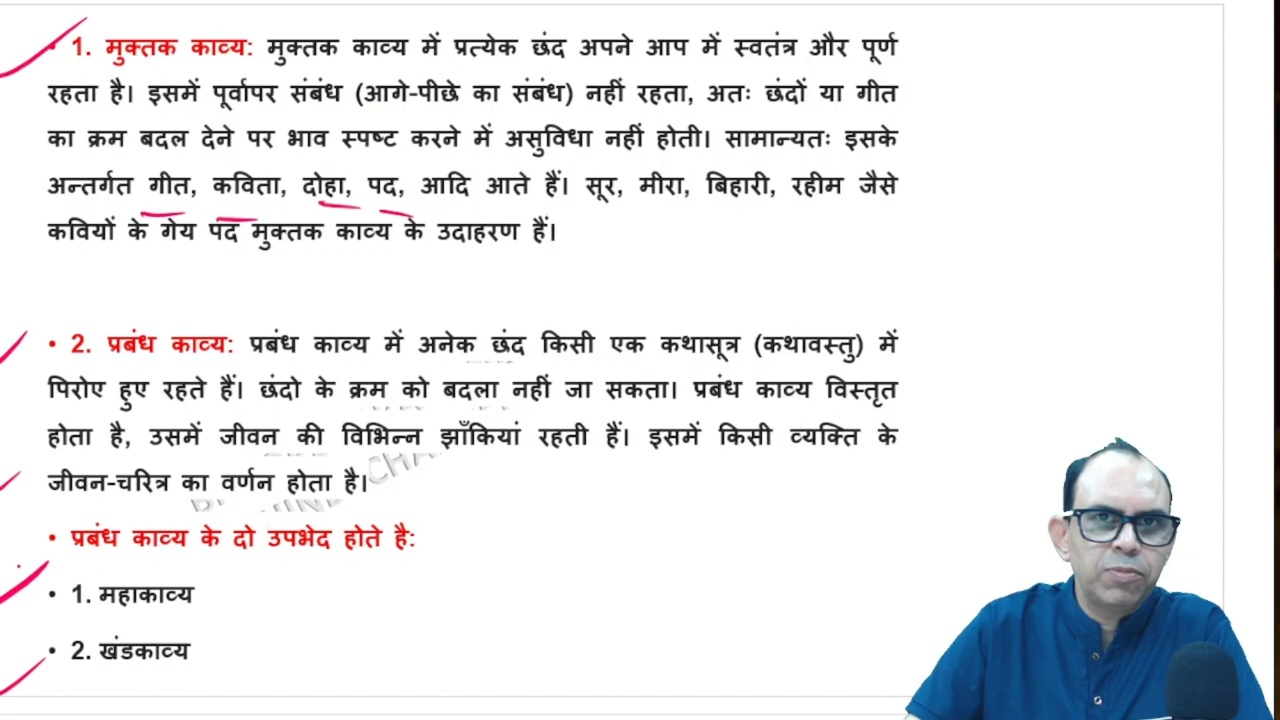 • 1. मुक्तक काव्य: मुक्तक काव्य में प्रत्येक छंद अपने आप में स्वतंत्र और पूर्ण
रहता है। इसमें पूर्वापर संबंध (आगे-पीछे का संबंध) नहीं रहता, अतः छंदों या गीत
का क्रम बदल देने पर भाव स्पष्ट करने में असुविधा नहीं होती। सामान्यतः इसके
अन्तर्गत गीत, कविता, दोहा, पद, आदि आते हैं। सूर, मीरा, बिहारी, रहीम जैसे
कवियों के गेय पद मुक्तक काव्य के उदाहरण हैं।
• 2. प्रबंध काव्य: प्रबंध काव्य में अनेक छंद किसी एक कथासूत्र (कथावस्तु) में
पिरोए हुए रहते हैं। छंदो के क्रम को बदला नहीं जा सकता। प्रबंध काव्य विस्तृत
होता है, उसमें जीवन की विभिन्न झाँकियां रहती हैं। इसमें किसी व्यक्ति के
जीवन-चरित्र का वर्णन होता है।
• प्रबंध काव्य के दो उपभेद होते है:
• 1. महाकाव्य
• 2. खंडकाव्य